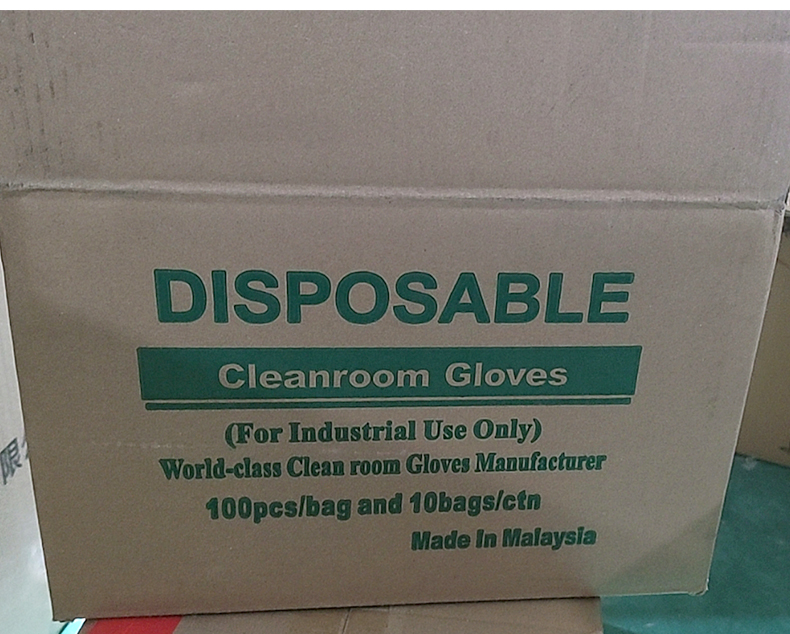 DISPOSABLE
Cleanroom Gloves
(For Industrial Use Only)
World-class Clean room Gloves Manufacturer
100pcs/bag and 10bags/ctn
Made In Malaysia
限